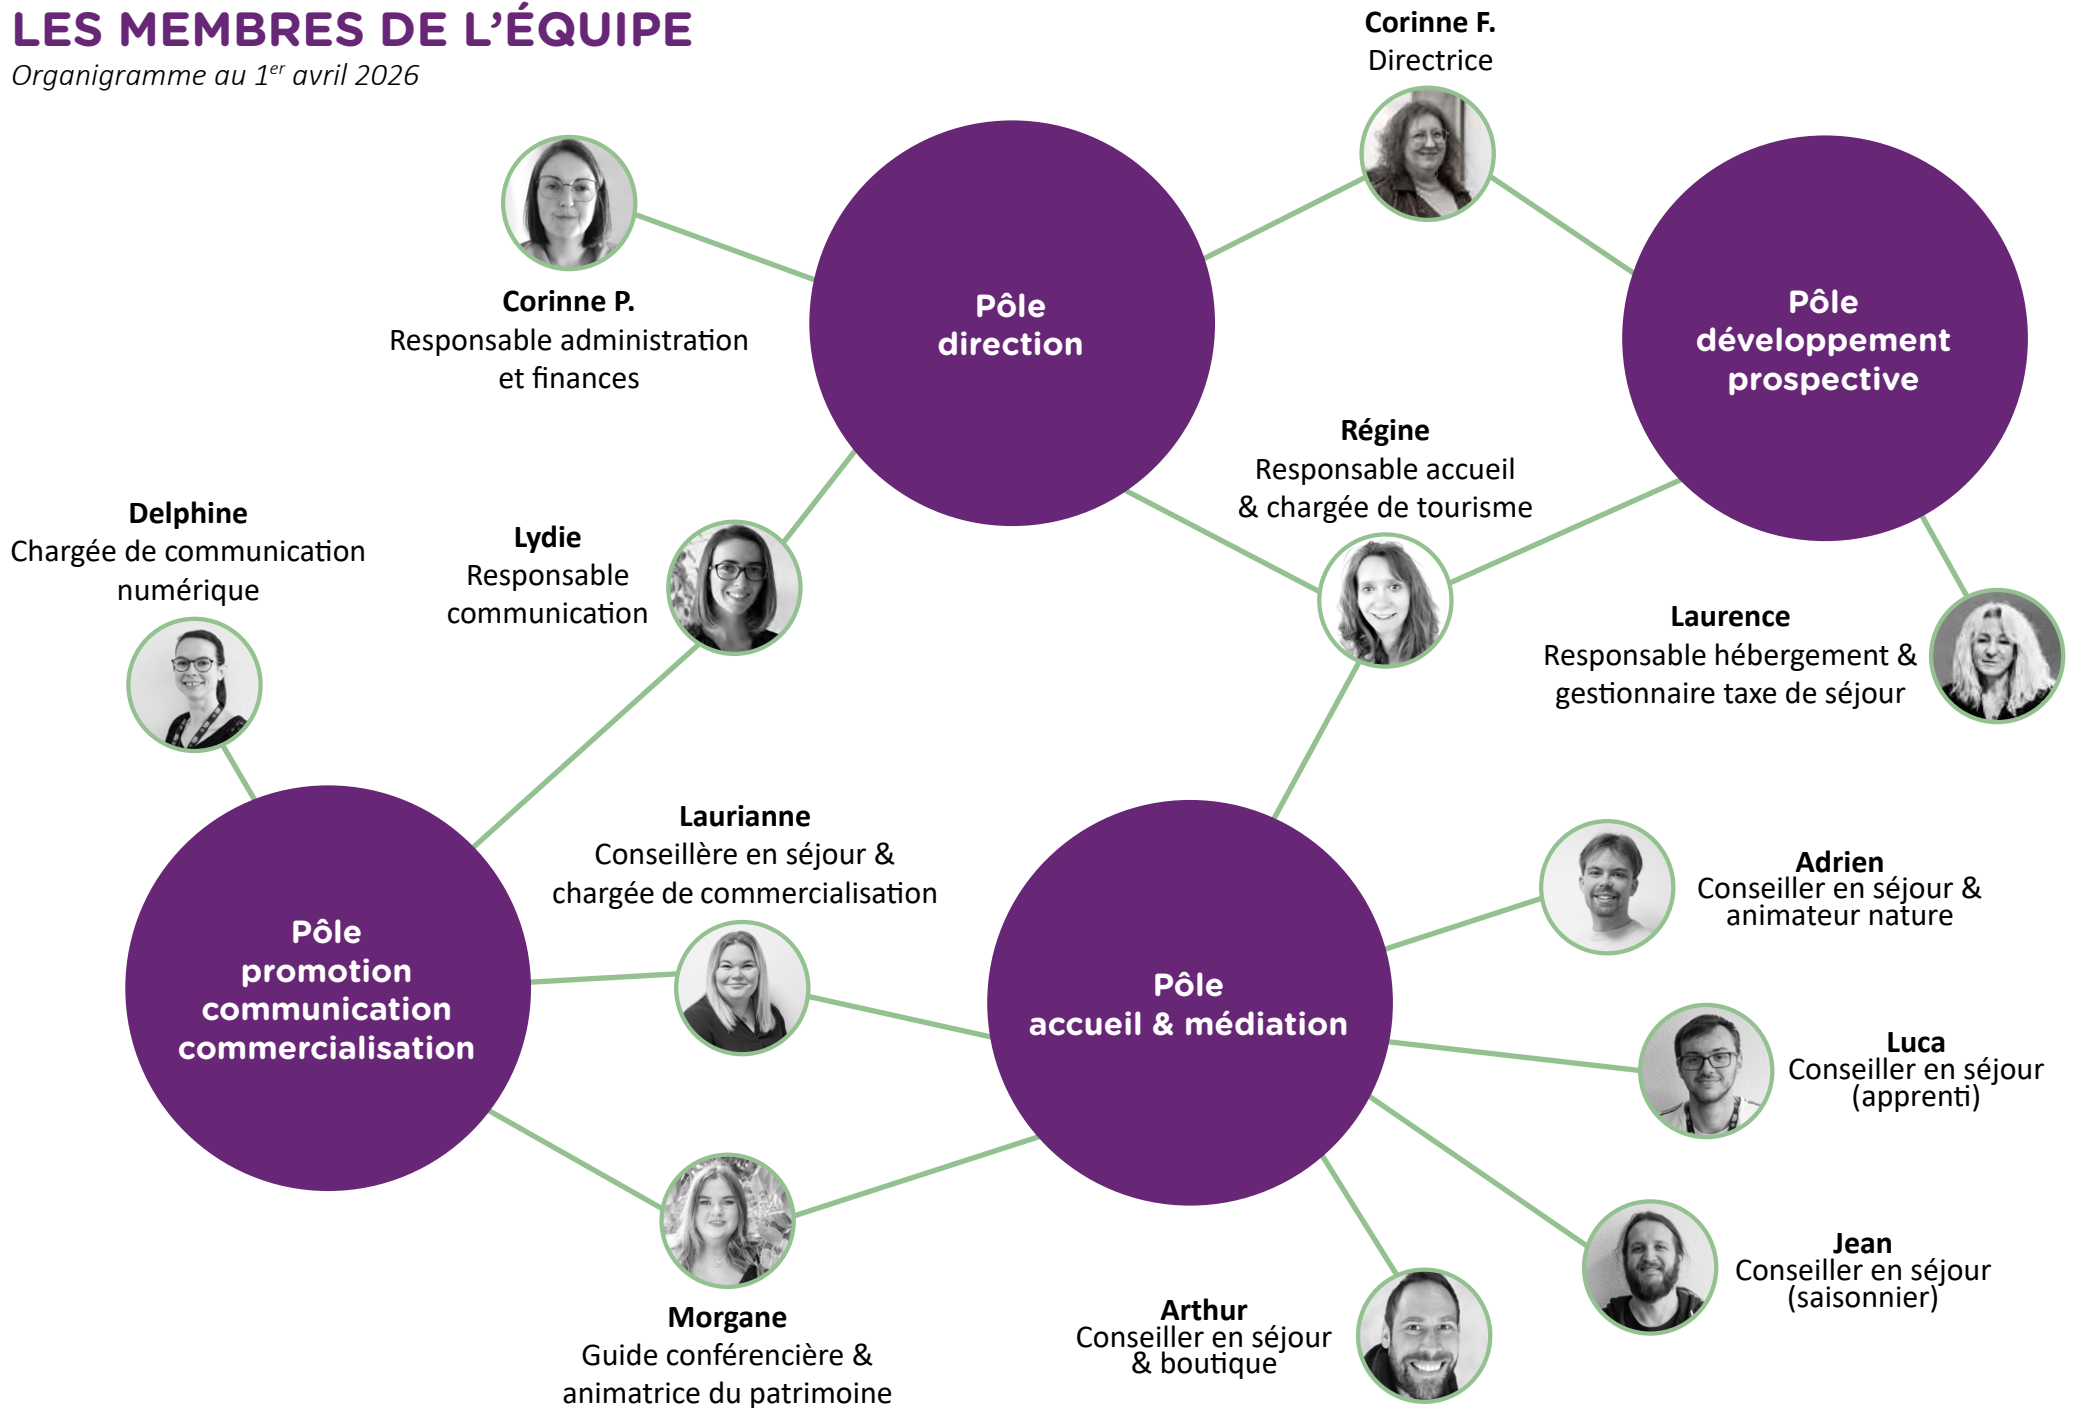 LES MEMBRES DE L'ÉQUIPE
Organigramme au 1er avril 2026
Corinne F.
Directrice
Corinne P.
Responsable administration
et finances
Pôle
direction
Pôle
développement
prospective
Régine
Responsable accueil
& chargée de tourisme
Delphine
Chargée de communication
numérique
Lydie
Responsable
communication
Laurence
Responsable hébergement &
gestionnaire taxe de séjour
Laurianne
Conseillère en séjour &
chargée de commercialisation
Adrien
Conseiller en séjour &
animateur nature
Pôle
promotion
communication
commercialisation
Pôle
accueil & médiation
Luca
Conseiller en séjour
(apprenti)
Jean
Conseiller en séjour
(saisonnier)
Morgane
Guide conférencière &
animatrice du patrimoine
Arthur
Conseiller en séjour
& boutique